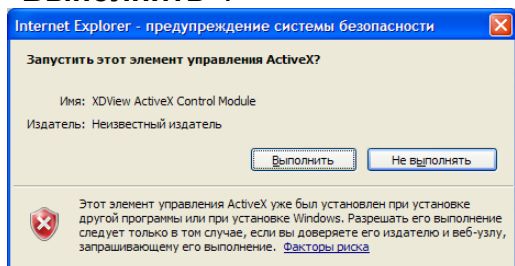 Internet Explorer - предупреждение системы безопасности
Запустить этот элемент управления ActiveX?
Имя: XDView ActiveX Control Module
Издатель: Неизвестный издатель
Выполнить Не выполнять
Этот элемент управления ActiveX уже был установлен при установке
другой программы или при установке Windows. Разрешать его выполнение
следует только в том случае, если вы доверяете его издателю и веб-узлу,
запрашивающему его выполнение. Факторы риска